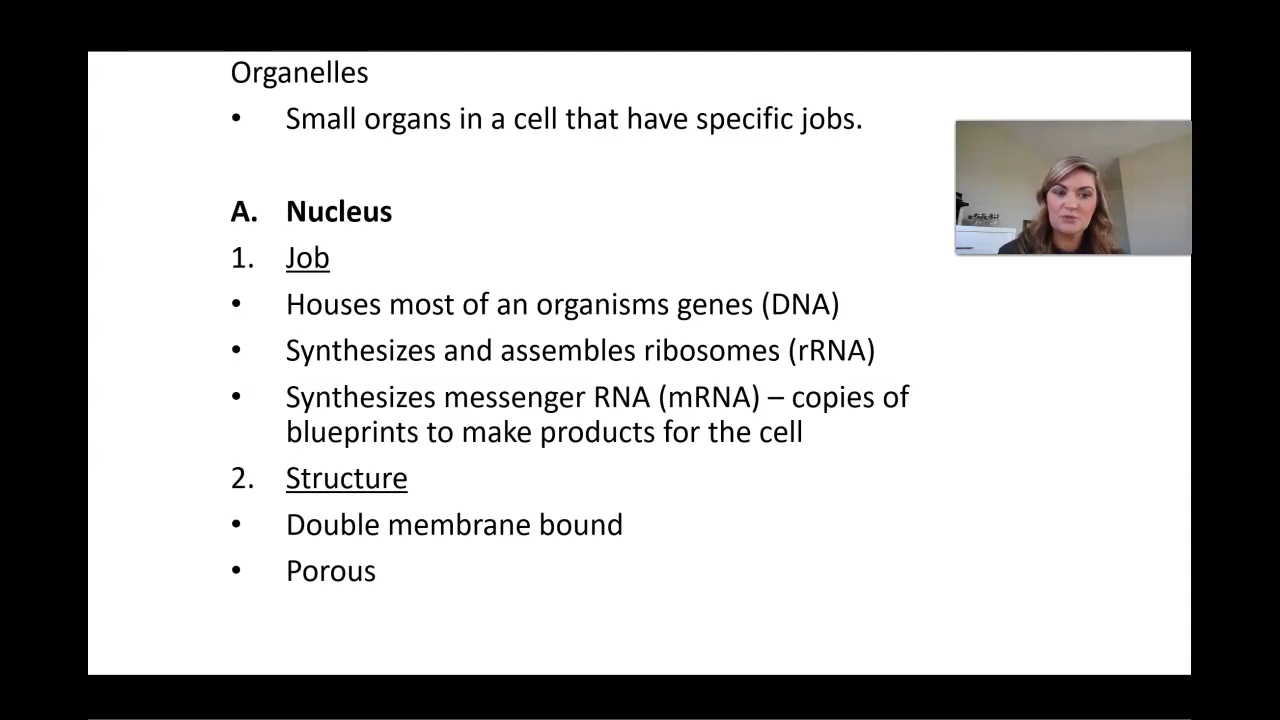 Organelles
• Small organs in a cell that have specific jobs.
A. Nucleus
1. Job
• Houses most of an organisms genes (DNA)
• Synthesizes and assembles ribosomes (rRNA)
• Synthesizes messenger RNA (mRNA) – copies of
blueprints to make products for the cell
2. Structure
• Double membrane bound
• Porous